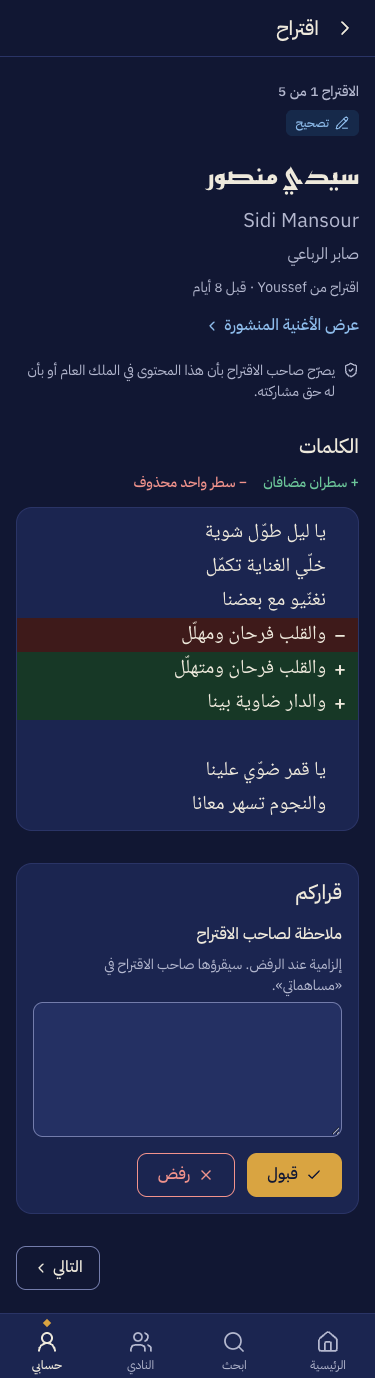 اقتراح
الاقتراح 1 من 5
تصحيح
سيدي منصور
Sidi Mansour
صابر الرباعي
اقتراح من Youssef · قبل 8 أيام
عرض الأغنية المنشورة
يصرّح صاحب الاقتراح بأن هذا المحتوى في الملك العام أو بأن
له حق مشاركته.
الكلمات
+ سطران مضافان − سطر واحد محذوف
يا ليل طوّل شوية
خلّي الغناية تكمّل
نغنّيو مع بعضنا
− والقلب فرحان ومهلّل
+ والقلب فرحان ومتهلّل
+ والدار ضاوية بينا
يا قمر ضوّي علينا
والنجوم تسهر معانا
قراركم
ملاحظة لصاحب الاقتراح
إلزامية عند الرفض. سيقرؤها صاحب الاقتراح في
«مساهماتي».
قبول
رفض
التالي
الرئيسية
ابحث
النادي
حسابي